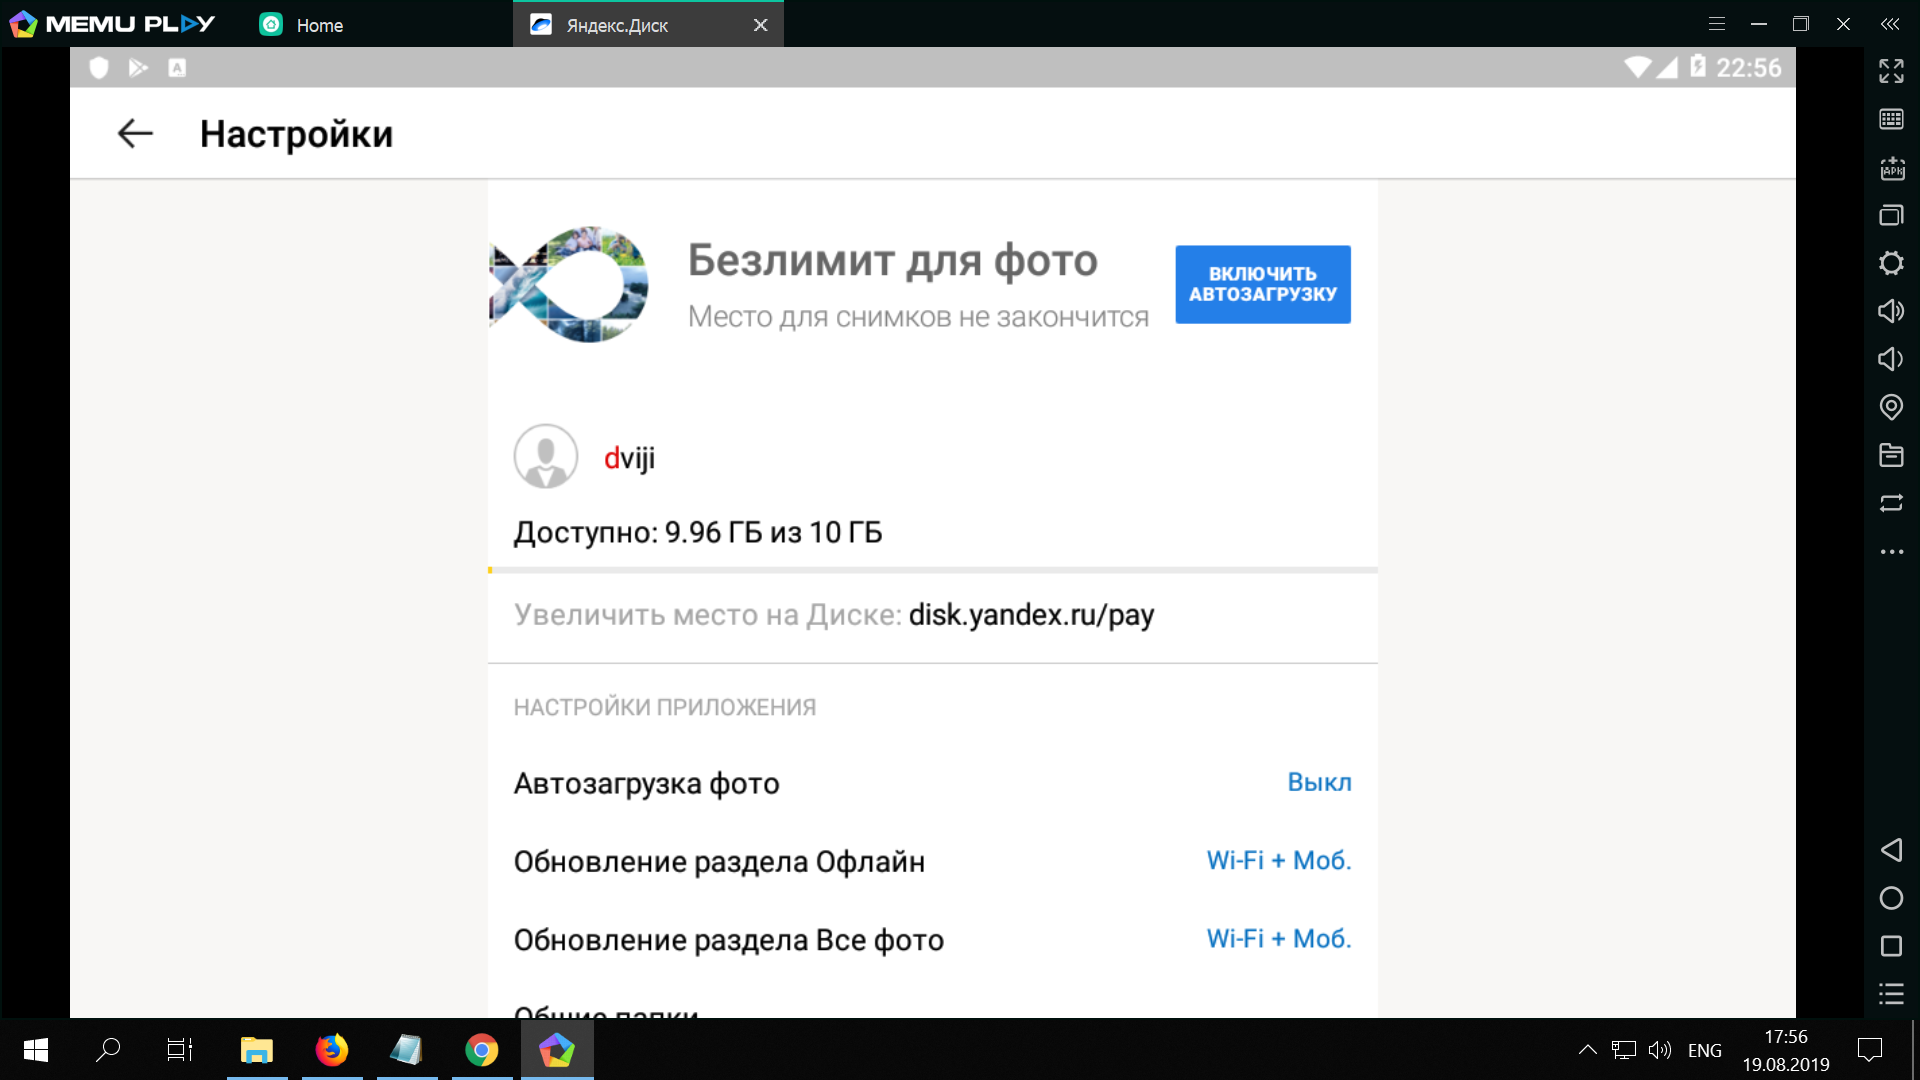 MEMU PLAY
Home
Яндекс.Диск
A
22:56
Настройки
Безлимит для фото
Место для снимков не закончится
ВКЛЮЧИТЬ
АВТОЗАГРУЗКУ
dviji
Доступно: 9.96 ГБ из 10 ГБ
Увеличить место на Диске: disk.yandex.ru/pay
НАСТРОЙКИ ПРИЛОЖЕНИЯ
Автозагрузка фото
Выкл
Обновление раздела Офлайн
Wi-Fi + Моб.
Обновление раздела Все фото
Wi-Fi + Моб.
Общие папки
APK
ENG
17:56
19.08.2019